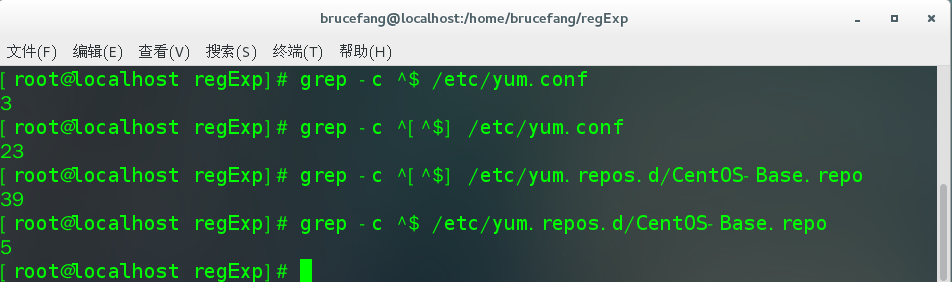 brucefang@localhost:/home/brucefang/regExp
文件(F) 编辑(E) 查看(V) 搜索(S) 终端(T) 帮助(H)
[root@localhost regExp]# grep -c ^$ /etc/yum.conf
3
[root@localhost regExp]# grep -c ^[^$] /etc/yum.conf
23
[root@localhost regExp]# grep -c ^[^$] /etc/yum.repos.d/CentOS-Base.repo
39
[root@localhost regExp]# grep -c ^$ /etc/yum.repos.d/CentOS-Base.repo
5
[root@localhost regExp]#